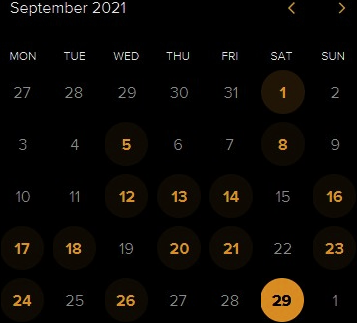 September 2021 < >
MON TUE WED THU FRI SAT SUN
27 28 29 30 31 1 2
3 4 5 6 7 8 9
10 11 12 13 14 15 16
17 18 19 20 21 22 23
24 25 26 27 28 29 1